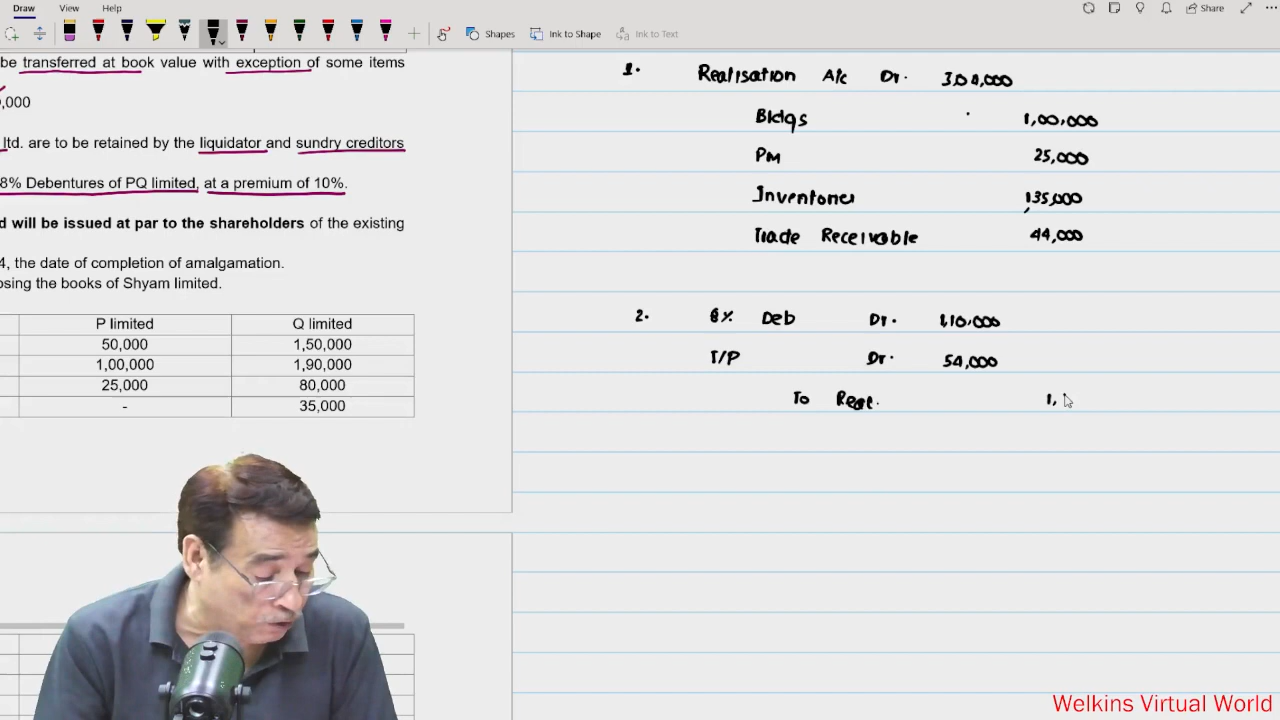 Draw View Help Share
Shapes Ink to Shape Ink to Text
be transferred at book value with exception of some items
,000
ltd. are to be retained by the liquidator and sundry creditors
8% Debentures of PQ limited, at a premium of 10%.
d will be issued at par to the shareholders of the existing
4, the date of completion of amalgamation.
osing the books of Shyam limited.
P limited Q limited
50,000 1,50,000
1,00,000 1,90,000
25,000 80,000
- 35,000
1. Realisation A/c Dr. 3,04,000
Bldgs 1,00,000
Pm 25,000
Inventories 1,35,000
Trade Receivable 44,000
2. 8% Deb Dr. 1,10,000
T/P Dr. 54,000
To Real. 1,
Welkins Virtual World